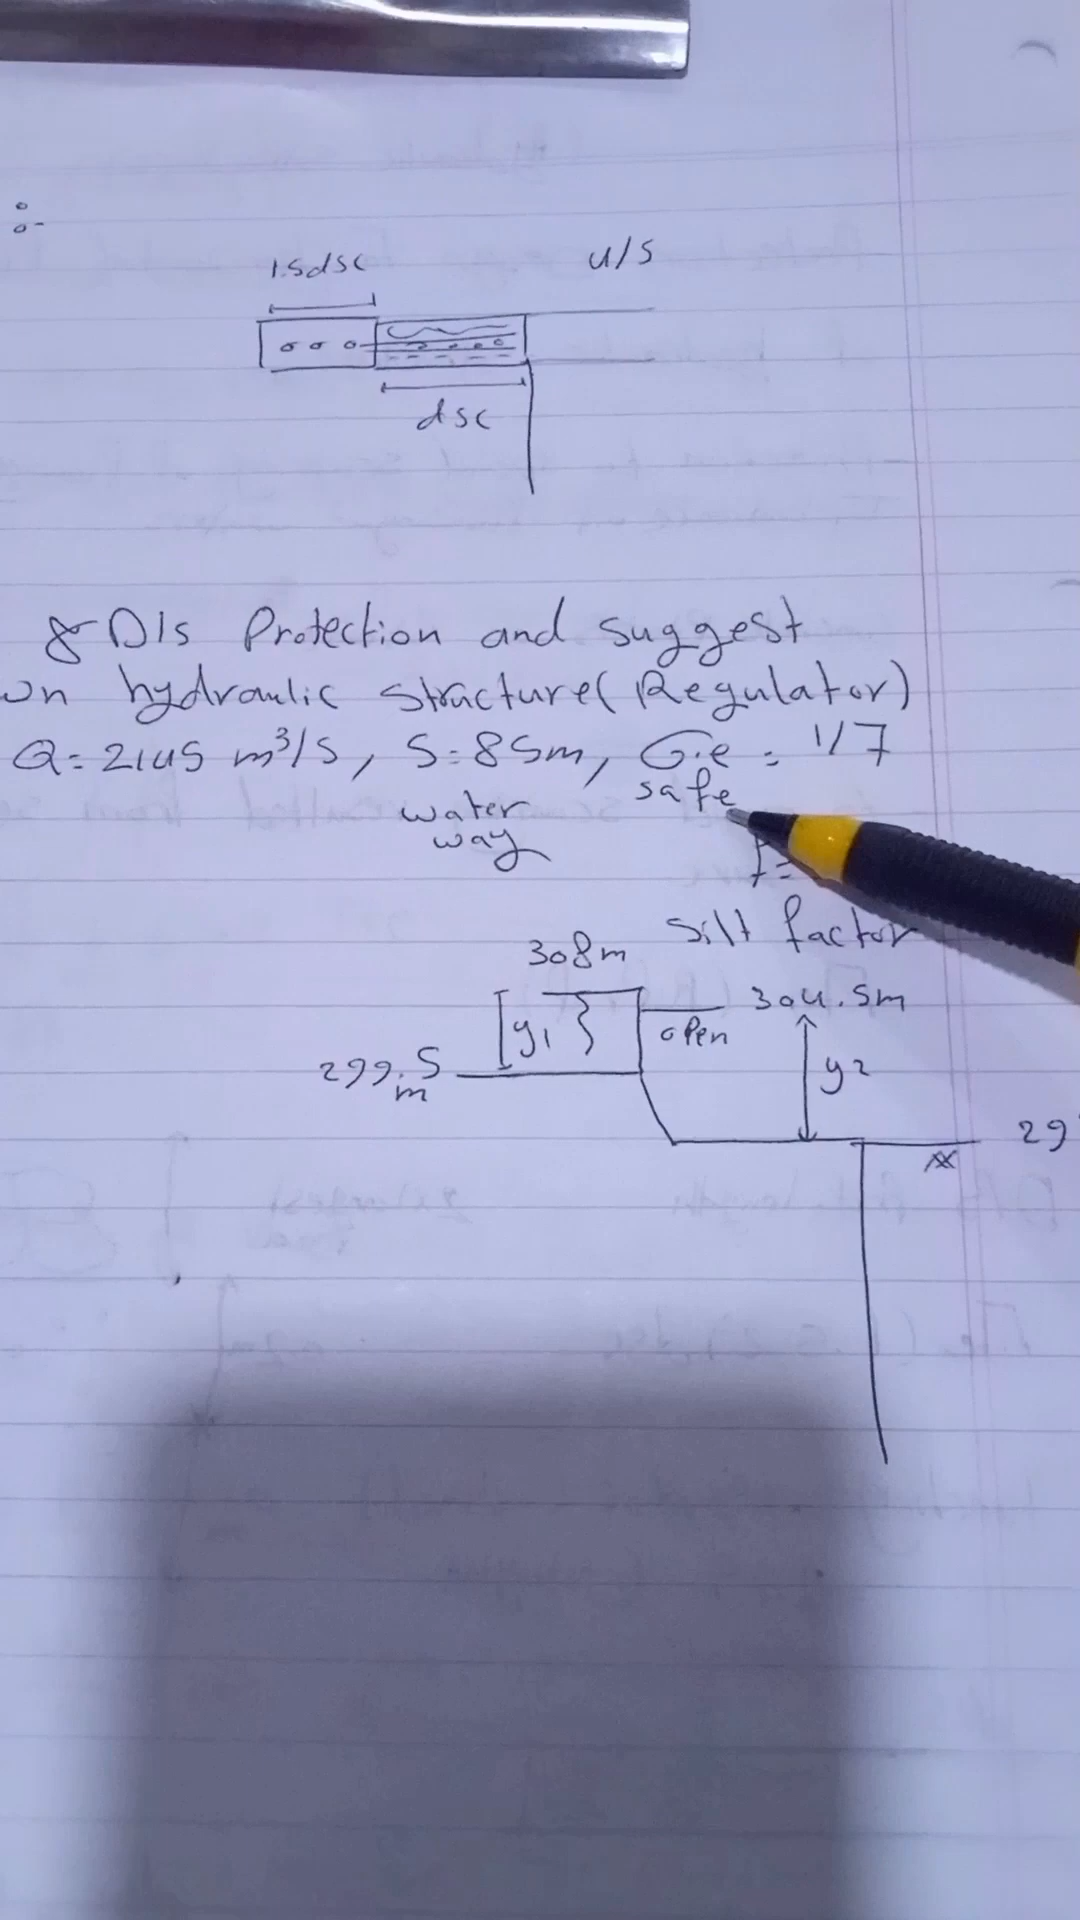 1.5dsc
u/s
dsc
& D/s Protection and suggest
on hydraulic structure (Regulator)
Q = 2145 m³/s, S = 85m, G.e = 1/7
water way
safe
f =
silt factor
308m
304.5m
y1
open
299.5 m
y2
29